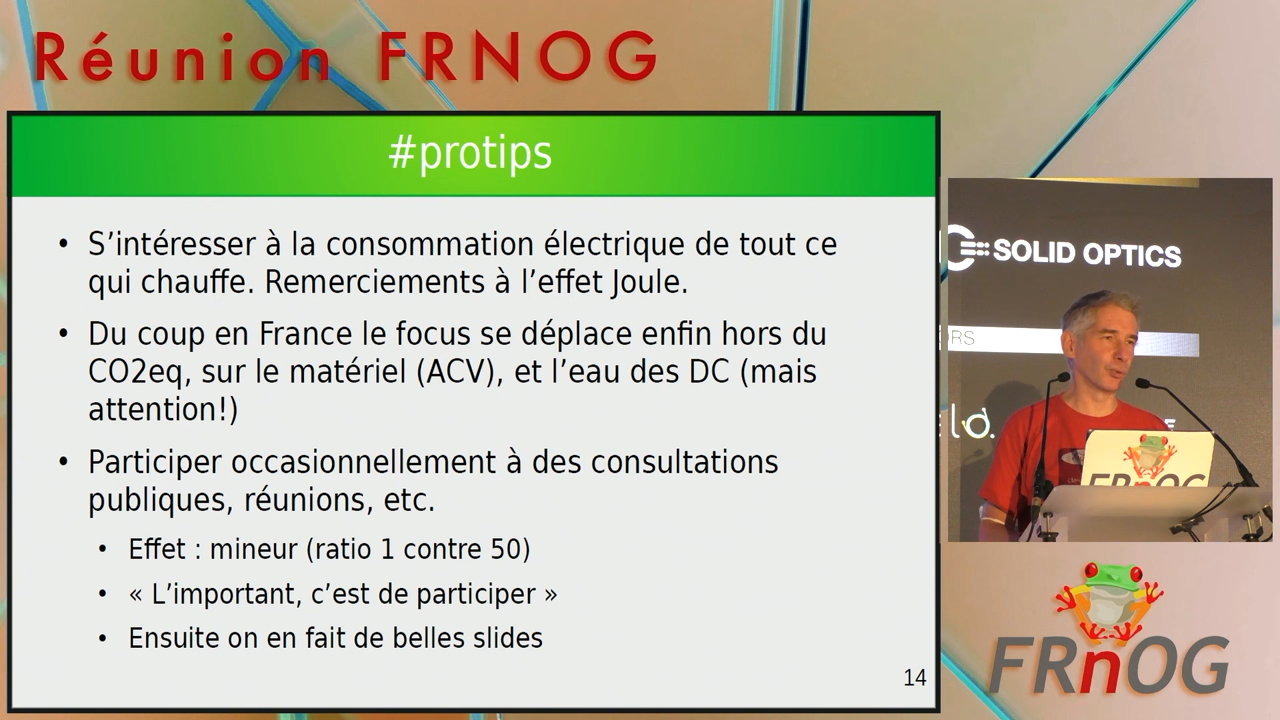 Réunion FRNOG
#protips
• S’intéresser à la consommation électrique de tout ce
qui chauffe. Remerciements à l’effet Joule.
• Du coup en France le focus se déplace enfin hors du
CO2eq, sur le matériel (ACV), et l’eau des DC (mais
attention!)
• Participer occasionnellement à des consultations
publiques, réunions, etc.
• Effet : mineur (ratio 1 contre 50)
• « L’important, c’est de participer »
• Ensuite on en fait de belles slides
14
SOLID OPTICS
FRnOG
FRnOG